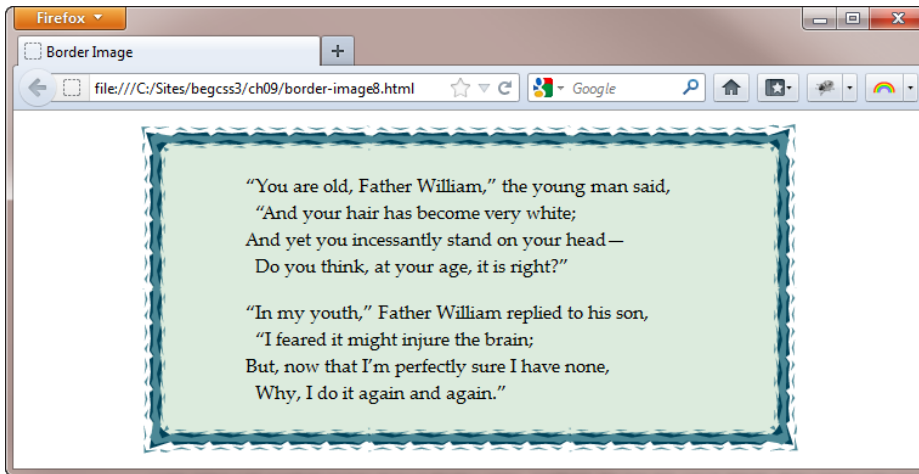 Firefox
Border Image
file:///C:/Sites/begcss3/ch09/border-image8.html
Google
“You are old, Father William,” the young man said,
“And your hair has become very white;
And yet you incessantly stand on your head—
Do you think, at your age, it is right?”
“In my youth,” Father William replied to his son,
“I feared it might injure the brain;
But, now that I’m perfectly sure I have none,
Why, I do it again and again.”